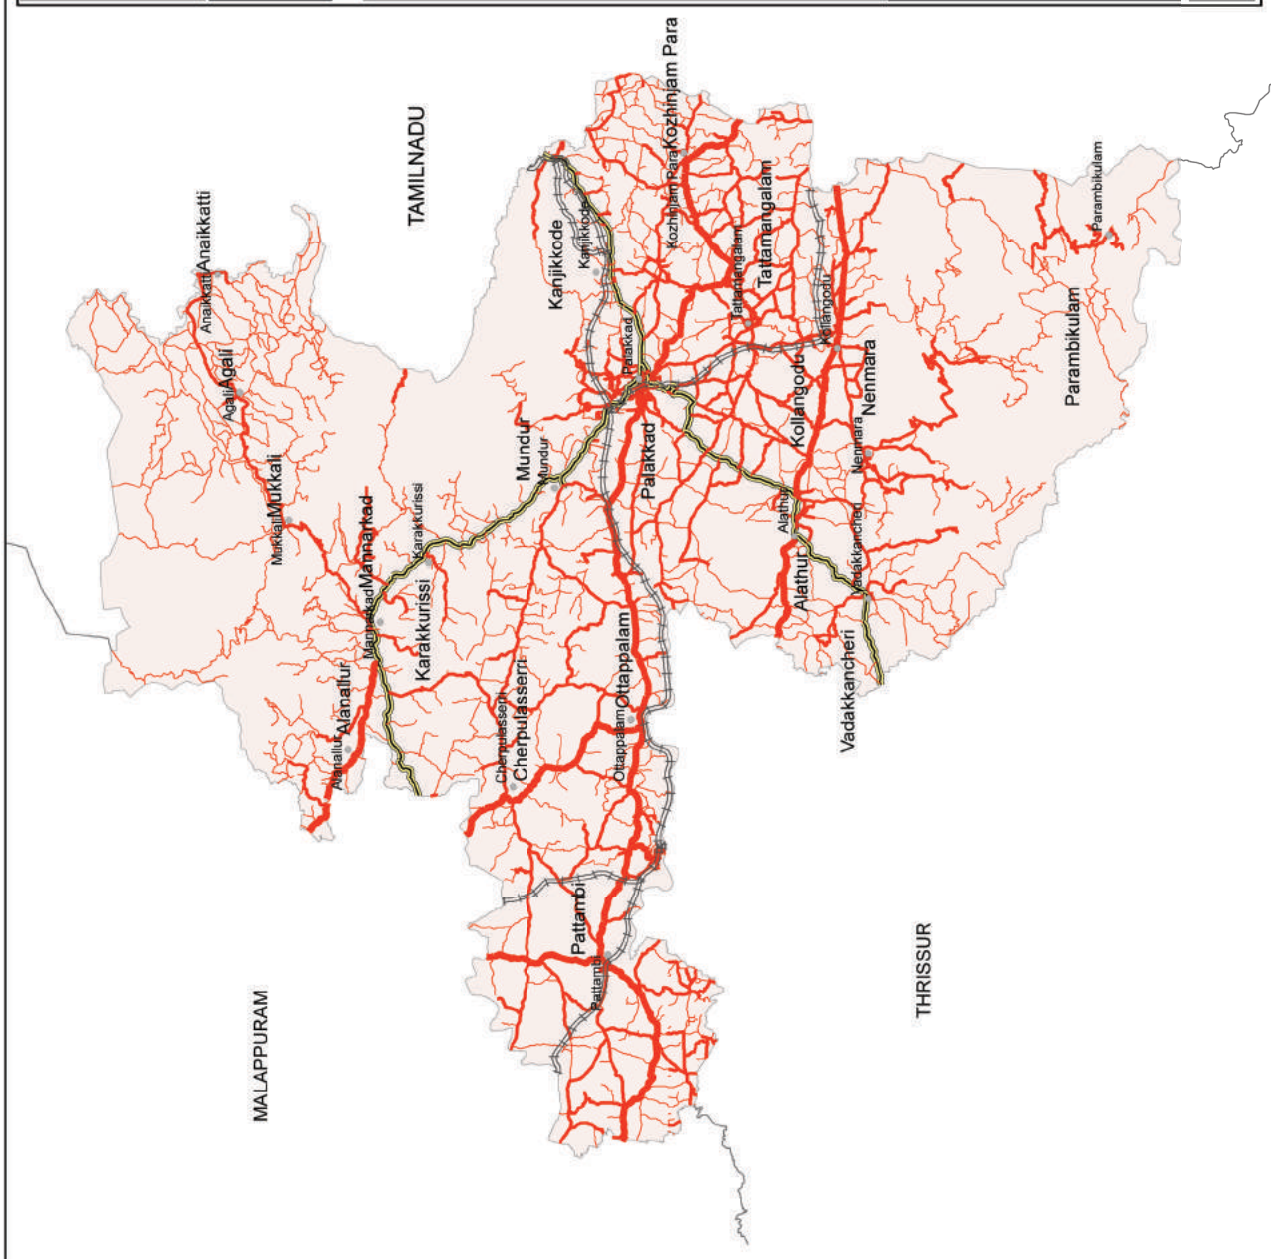 TAMILNADU
MALAPPURAM
THRISSUR
Anaikkatti
Anaikkatti
Agali
Agali
Mukkali
Mukkali
Mannarkad
Mannarkad
Karakkurissi
Karakkurissi
Alanallur
Alanallur
Mundur
Mundur
Kanjikkode
Kanjikkode
Kozhinjam Para
Kozhinjam Para
Tattamangalam
Tattamangalam
Palakkad
Palakkad
Kollangodu
Kollangodu
Nenmara
Nenmara
Parambikulam
Parambikulam
Alathur
Alathur
Vadakkancheri
Vadakkancheri
Cherpulasserri
Cherpulasserri
Ottappalam
Ottappalam
Pattambi
Pattambi